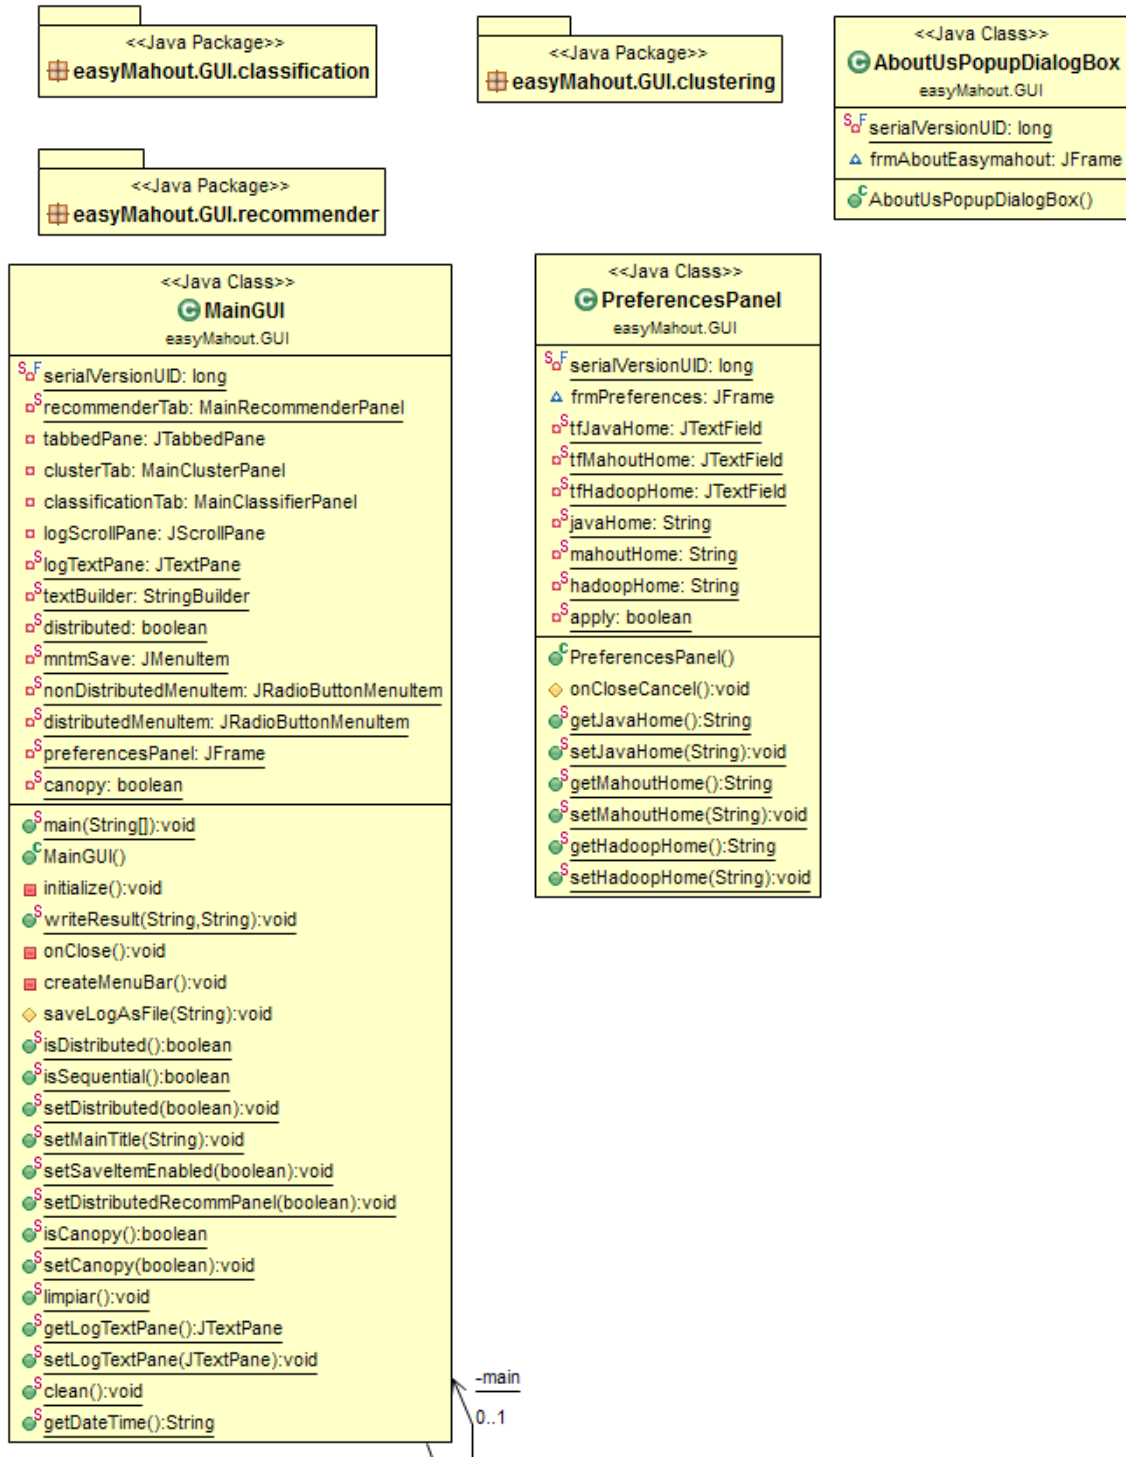 <<Java Package>>
easyMahout.GUI.classification
<<Java Package>>
easyMahout.GUI.clustering
<<Java Class>>
AboutUsPopupDialogBox
easyMahout.GUI
serialVersionUID: long
frmAboutEasymahout: JFrame
AboutUsPopupDialogBox()
<<Java Package>>
easyMahout.GUI.recommender
<<Java Class>>
MainGUI
easyMahout.GUI
serialVersionUID: long
recommenderTab: MainRecommenderPanel
tabbedPane: JTabbedPane
clusterTab: MainClusterPanel
classificationTab: MainClassifierPanel
logScrollPane: JScrollPane
logTextPane: JTextPane
textBuilder: StringBuilder
distributed: boolean
mntmSave: JMenuItem
nonDistributedMenuItem: JRadioButtonMenuItem
distributedMenuItem: JRadioButtonMenuItem
preferencesPanel: JFrame
canopy: boolean
main(String[]):void
MainGUI()
initialize():void
writeResult(String,String):void
onClose():void
createMenuBar():void
saveLogAsFile(String):void
isDistributed():boolean
isSequential():boolean
setDistributed(boolean):void
setMainTitle(String):void
setSaveItemEnabled(boolean):void
setDistributedRecommPanel(boolean):void
isCanopy():boolean
setCanopy(boolean):void
limpiar():void
getLogTextPane():JTextPane
setLogTextPane(JTextPane):void
clean():void
getDateTime():String
<<Java Class>>
PreferencesPanel
easyMahout.GUI
serialVersionUID: long
frmPreferences: JFrame
tfJavaHome: JTextField
tfMahoutHome: JTextField
tfHadoopHome: JTextField
javaHome: String
mahoutHome: String
hadoopHome: String
apply: boolean
PreferencesPanel()
onCloseCancel():void
getJavaHome():String
setJavaHome(String):void
getMahoutHome():String
setMahoutHome(String):void
getHadoopHome():String
setHadoopHome(String):void
-main
0..1